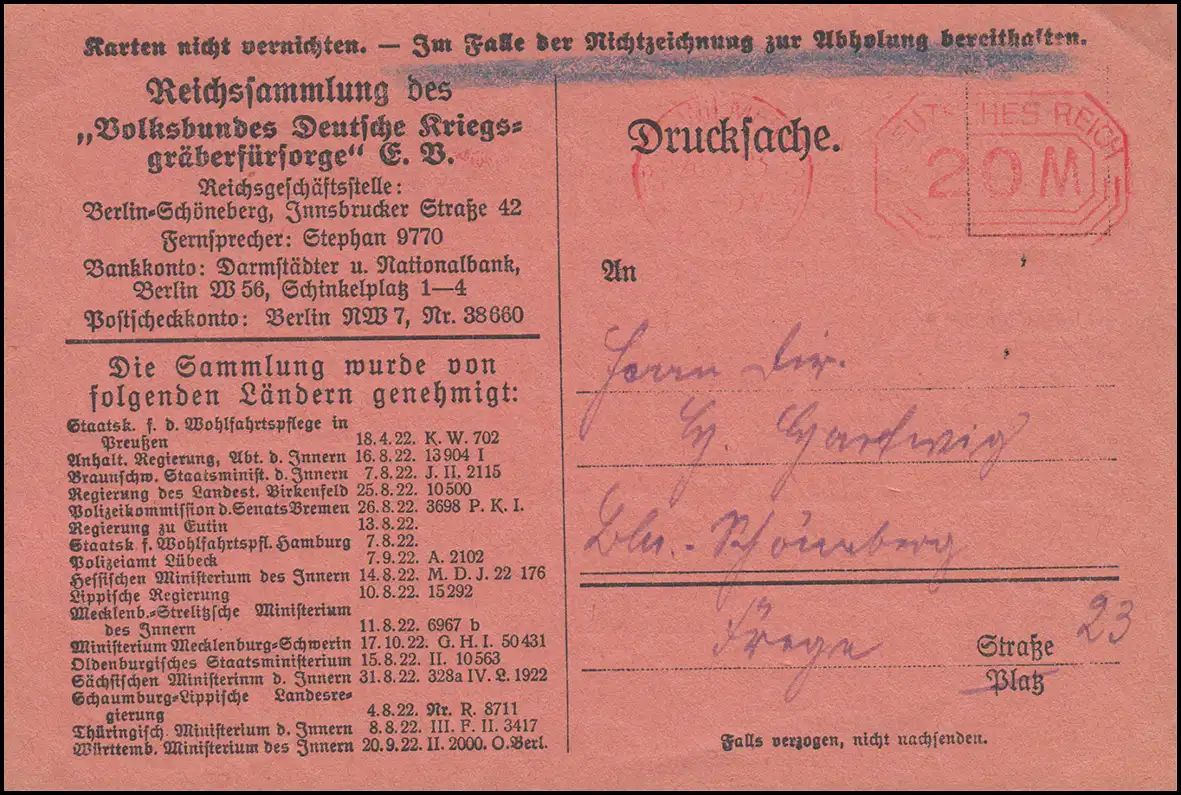 Karten nicht vernichten. — Im Falle der Nichtzeichnung zur Abholung bereithalten.
Reichssammlung des
„Volksbundes Deutsche Kriegs-
gräberfürsorge“ E. V.
Reichsgeschäftsstelle:
Berlin-Schöneberg, Innsbrucker Straße 42
Fernsprecher: Stephan 9770
Bankkonto: Darmstädter u. Nationalbank,
Berlin W 56, Schinkelplatz 1—4
Postscheckkonto: Berlin NW 7, Nr. 38660
Die Sammlung wurde von
folgenden Ländern genehmigt:
Staatsk. f. d. Wohlfahrtspflege in
Preußen 18.4.22. K. W. 702
Anhalt. Regierung, Abt. d. Innern 16.8.22. 13904 I
Braunschw. Staatsminist. d. Innern 7.8.22. J. II. 2115
Regierung des Landest. Birkenfeld 25.8.22. 10500
Polizeikommission d. Senats Bremen 26.8.22. 3698 P. K. I.
Regierung zu Eutin 13.8.22.
Staatsk f. Wohlfahrtspfl. Hamburg 7.8.22.
Polizeiamt Lübeck 7.9.22. A. 2102
Hessischen Ministerium des Innern 14.8.22. M. D. J. 22 176
Lippische Regierung 10.8.22. 15292
Mecklenb.-Strelitzsche Ministerium
des Innern 11.8.22. 6967 b
Ministerium Mecklenburg-Schwerin 17.10.22. G. H. I. 50431
Oldenburgisches Staatsministerium 15.8.22. II. 10563
Sächsischen Ministerinm d. Innern 31.8.22. 328a IV. L. 1922
Schaumburg-Lippische Landesre-
gierung 4.8.22. Nr. R. 8711
Thüringisch. Ministerium d. Innern 8.8.22. III. F. II. 3417
Württemb. Ministerium des Innern 20.9.22. II. 2000. O. Berl.
Drucksache.
DEUTSCHES REICH
20 M
An
Herrn Dir.
G. Hartwig
Bln.-Schöneberg
Frege Straße 23
Platz
Falls verzogen, nicht nachsenden.